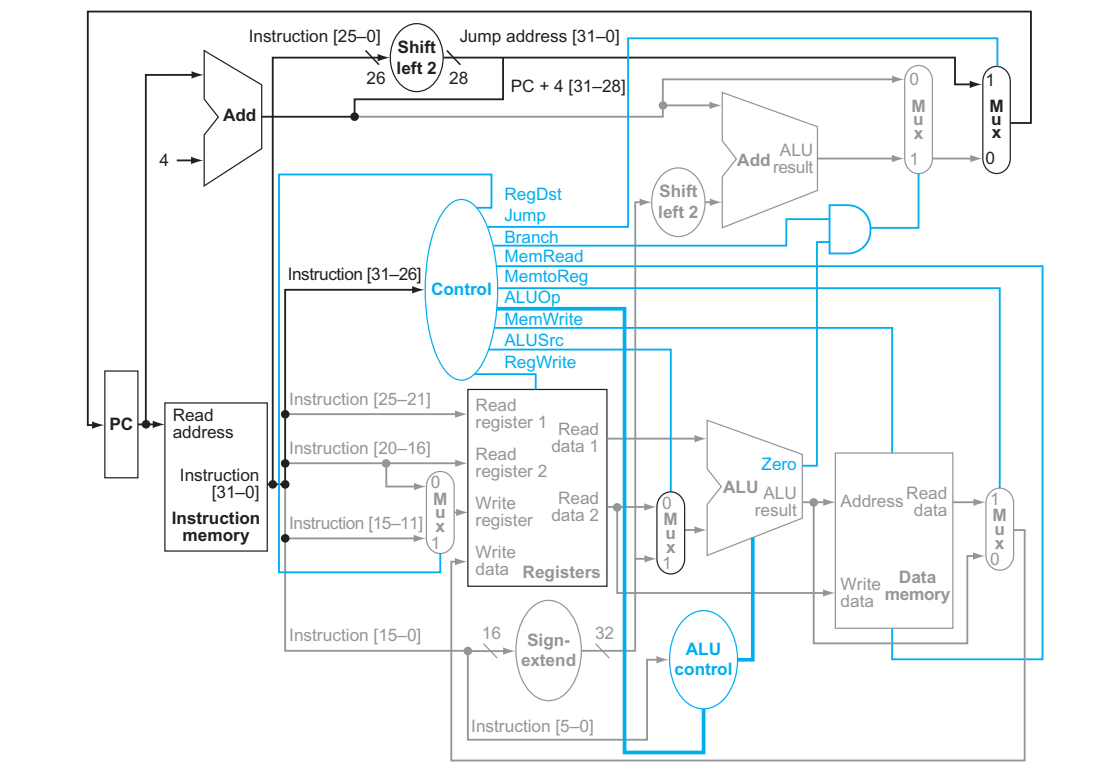 Instruction [25–0]
Shift
left 2
Jump address [31–0]
26
28
PC + 4 [31–28]
Add
4
0
M
u
x
1
1
M
u
x
0
Add
ALU
result
Shift
left 2
RegDst
Jump
Branch
MemRead
MemtoReg
ALUOp
MemWrite
ALUSrc
RegWrite
Instruction [31–26]
Control
PC
Read
address
Instruction
[31–0]
Instruction
memory
Instruction [25–21]
Instruction [20–16]
Instruction [15–11]
0
M
u
x
1
Read
register 1
Read
register 2
Write
register
Write
data
Read
data 1
Read
data 2
Registers
0
M
u
x
1
Zero
ALU
ALU
result
Address
Read
data
Write
data
Data
memory
1
M
u
x
0
Instruction [15–0]
16
Sign-
extend
32
ALU
control
Instruction [5–0]